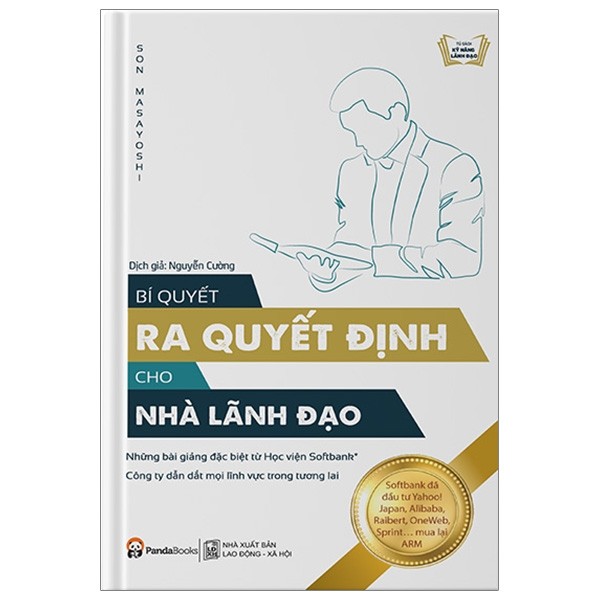 SON MASAYOSHI
TỦ SÁCH
KỸ NĂNG
LÃNH ĐẠO
Dịch giả: Nguyễn Cường
BÍ QUYẾT
RA QUYẾT ĐỊNH
CHO
NHÀ LÃNH ĐẠO
Những bài giảng đặc biệt từ Học viện Softbank"
Công ty dẫn dắt mọi lĩnh vực trong tương lai
Softbank đã
đầu tư Yahoo!
Japan, Alibaba,
Raibert, OneWeb,
Sprint... mua lại
ARM
PandaBooks
NHÀ XUẤT BẢN
LAO ĐỘNG - XÃ HỘI